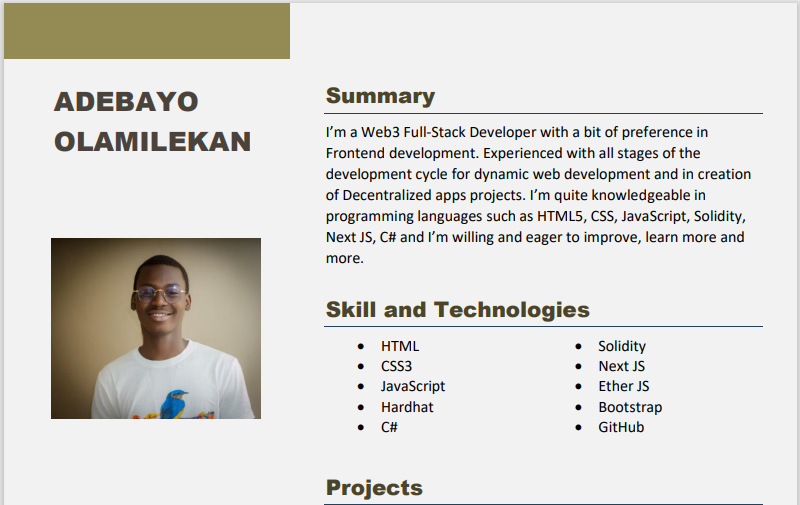 ADEBAYO
OLAMILEKAN
Summary
I’m a Web3 Full-Stack Developer with a bit of preference in
Frontend development. Experienced with all stages of the
development cycle for dynamic web development and in creation
of Decentralized apps projects. I’m quite knowledgeable in
programming languages such as HTML5, CSS, JavaScript, Solidity,
Next JS, C# and I’m willing and eager to improve, learn more and
more.
Skill and Technologies
• HTML
• CSS3
• JavaScript
• Hardhat
• C#
• Solidity
• Next JS
• Ether JS
• Bootstrap
• GitHub
Projects